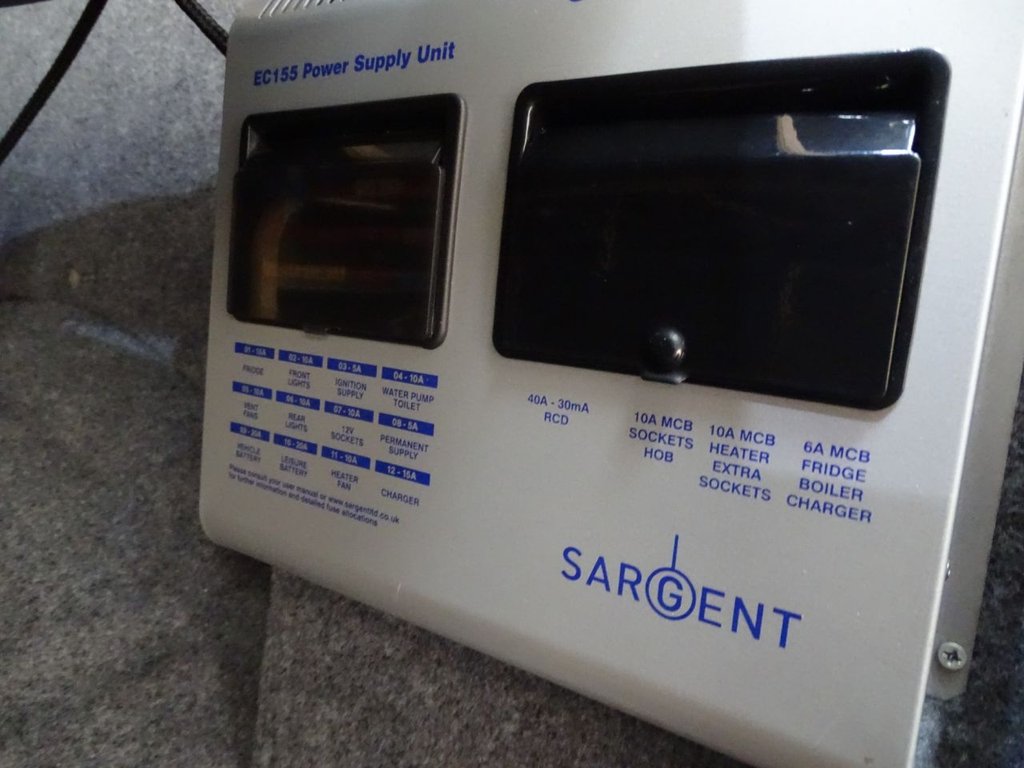 EC155 Power Supply Unit
01 - 15A 02 - 10A 03 - 5A 04 - 10A
FRIDGE FRONT LIGHTS IGNITION SUPPLY WATER PUMP TOILET
05 - 10A 06 - 10A 07 - 10A 08 - 5A
VENT FANS REAR LIGHTS 12V SOCKETS PERMANENT SUPPLY
09 - 20A 10 - 20A 11 - 10A 12 - 15A
VEHICLE BATTERY LEISURE BATTERY HEATER FAN CHARGER
Please consult your user manual or www.sargentltd.co.uk
for further information and detailed fuse allocations
40A - 30mA
RCD
10A MCB
SOCKETS
HOB
10A MCB
HEATER
EXTRA
SOCKETS
6A MCB
FRIDGE
BOILER
CHARGER
SARGENT